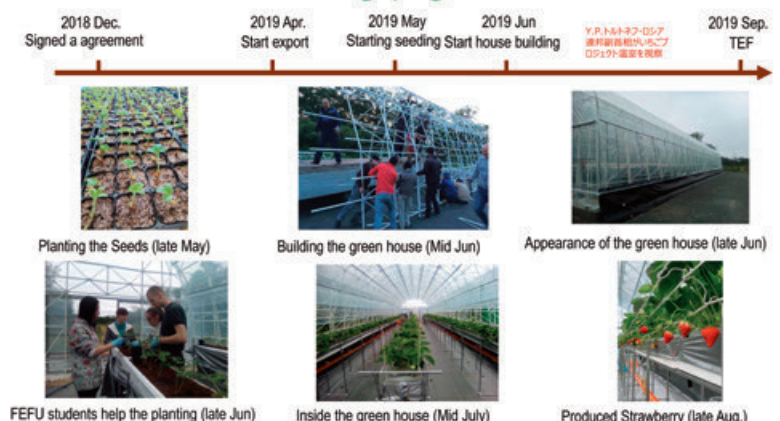 2018 Dec.
Signed a agreement
2019 Apr.
Start export
2019 May
Starting seeding
2019 Jun
Start house building
Y.P.トルトネフ・ロシア
連邦副首相がいちごプ
ロジェクト温室を視察
2019 Sep.
TEF
Planting the Seeds (late May)
Building the green house (Mid Jun)
Appearance of the green house (late Jun)
FEFU students help the planting (late Jun)
Inside the green house (Mid July)
Produced Strawberry (late Aug.)